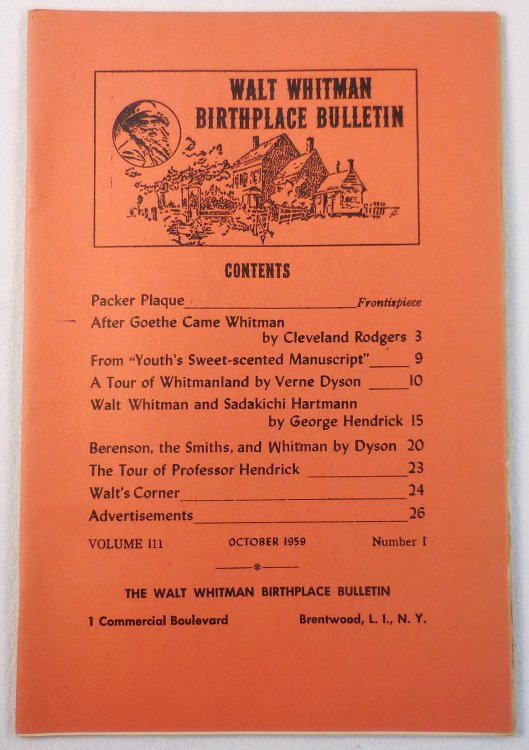 WALT WHITMAN
BIRTHPLACE BULLETIN
CONTENTS
Packer Plaque Frontispiece
After Goethe Came Whitman
by Cleveland Rodgers 3
From "Youth's Sweet-scented Manuscript" 9
A Tour of Whitmanland by Verne Dyson 10
Walt Whitman and Sadakichi Hartmann
by George Hendrick 15
Berenson, the Smiths, and Whitman by Dyson 20
The Tour of Professor Hendrick 23
Walt's Corner 24
Advertisements 26
VOLUME 111 OCTOBER 1959 Number I
THE WALT WHITMAN BIRTHPLACE BULLETIN
1 Commercial Boulevard Brentwood, L. I., N. Y.